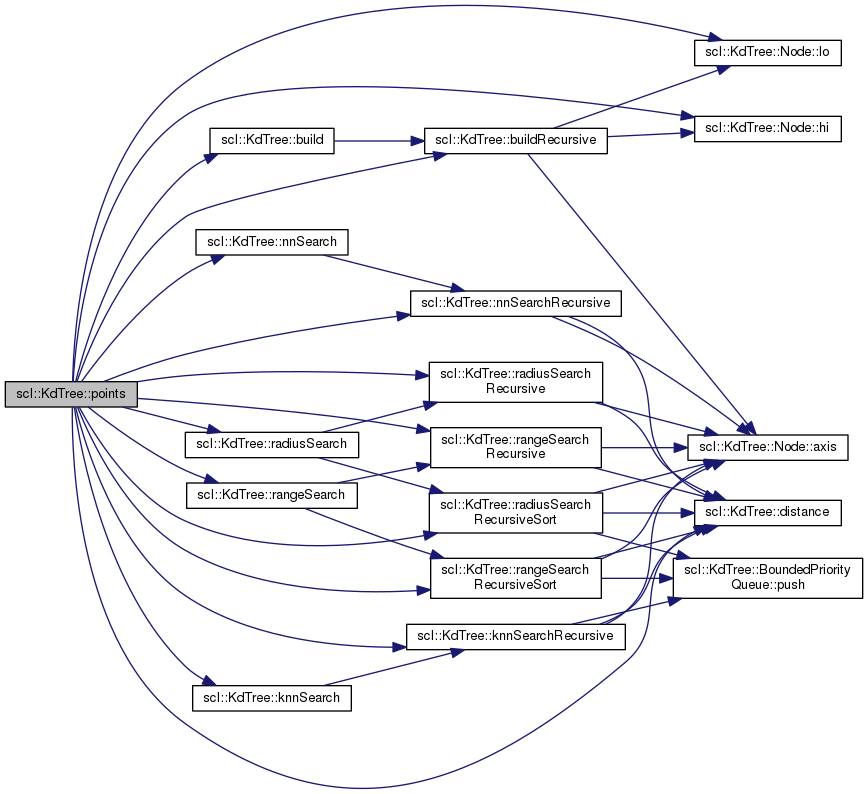 scl::KdTree::Node::lo
scl::KdTree::Node::hi
scl::KdTree::build
scl::KdTree::buildRecursive
scl::KdTree::nnSearch
scl::KdTree::nnSearchRecursive
scl::KdTree::points
scl::KdTree::radiusSearch
Recursive
scl::KdTree::radiusSearch
scl::KdTree::rangeSearch
Recursive
scl::KdTree::Node::axis
scl::KdTree::rangeSearch
scl::KdTree::radiusSearch
RecursiveSort
scl::KdTree::distance
scl::KdTree::rangeSearch
RecursiveSort
scl::KdTree::BoundedPriority
Queue::push
scl::KdTree::knnSearchRecursive
scl::KdTree::knnSearch